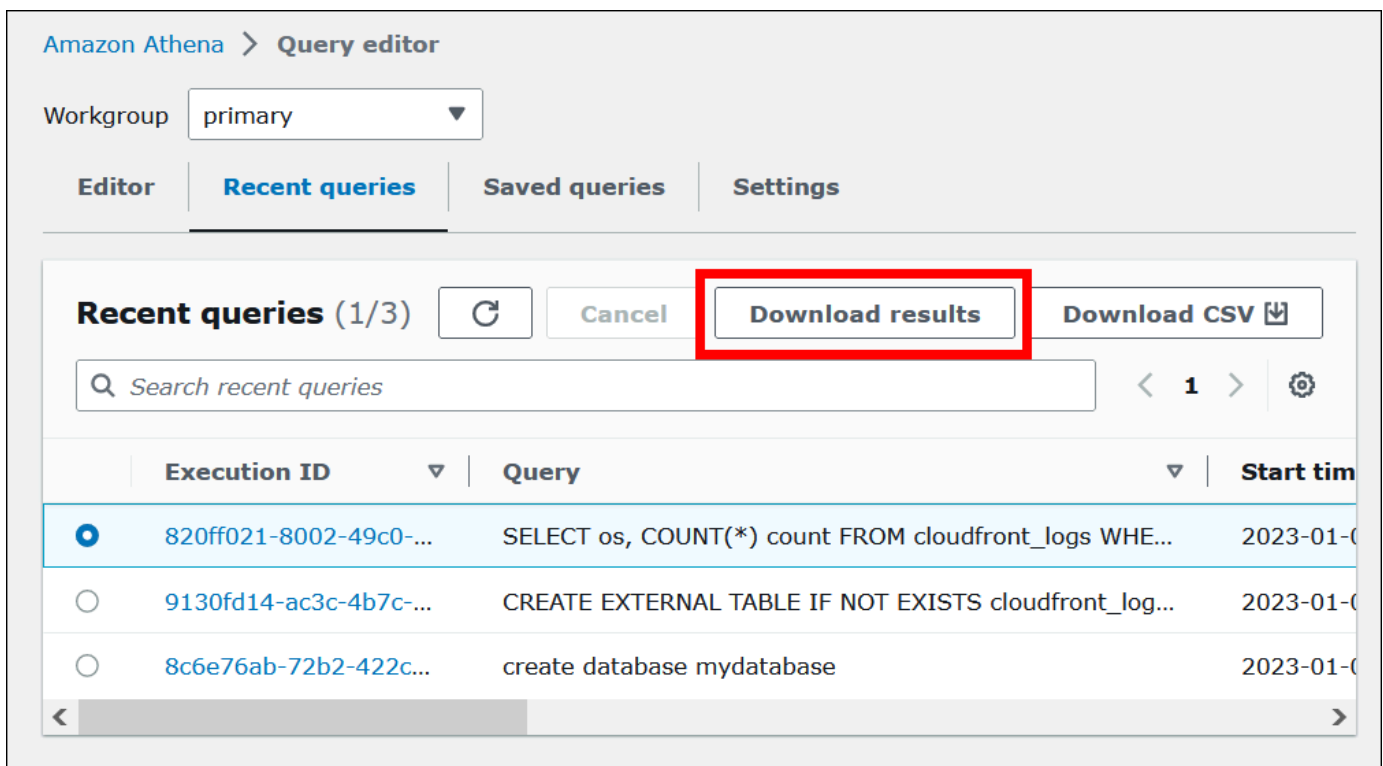 Amazon Athena > Query editor
Workgroup primary
Editor Recent queries Saved queries Settings
Recent queries (1/3) Cancel Download results Download CSV
Search recent queries < 1 >
Execution ID Query Start tim
820ff021-8002-49c0-... SELECT os, COUNT(*) count FROM cloudfront_logs WHE... 2023-01-0
9130fd14-ac3c-4b7c-... CREATE EXTERNAL TABLE IF NOT EXISTS cloudfront_log... 2023-01-0
8c6e76ab-72b2-422c... create database mydatabase 2023-01-0